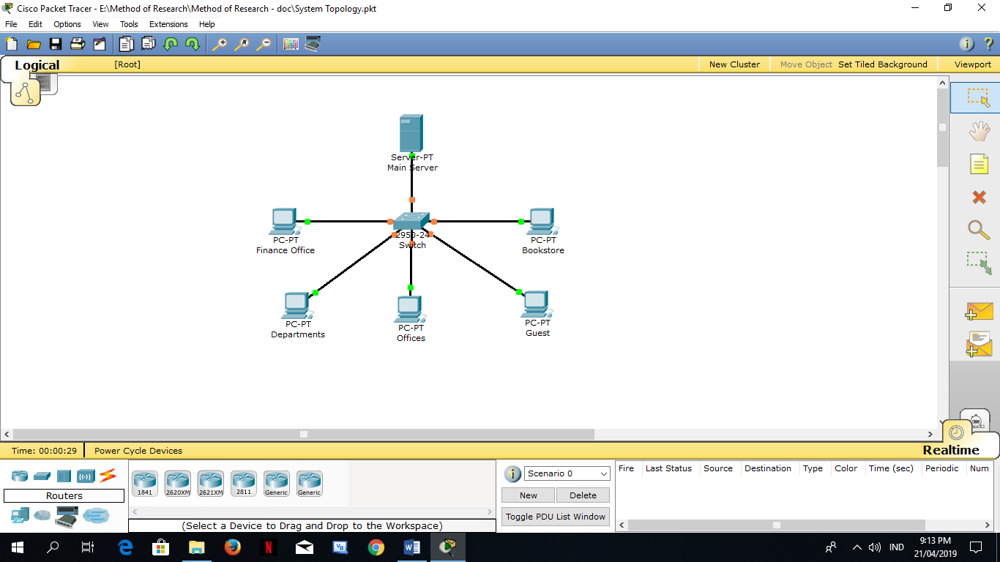 Cisco Packet Tracer - E:\Method of Research\Method of Research - doc\System Topology.pkt
File Edit Options View Tools Extensions Help
Logical [Root] New Cluster Move Object Set Tiled Background Viewport
Server-PT
Main Server
PC-PT
Finance Office
2950-24
Switch
PC-PT
Bookstore
PC-PT
Departments
PC-PT
Offices
PC-PT
Guest
Time: 00:00:29 Power Cycle Devices Realtime
Routers
1841 2620XM 2621XM 2811 Generic Generic
(Select a Device to Drag and Drop to the Workspace)
Scenario 0
New Delete
Toggle PDU List Window
Fire Last Status Source Destination Type Color Time (sec) Periodic Num
IND
9:13 PM
21/04/2019